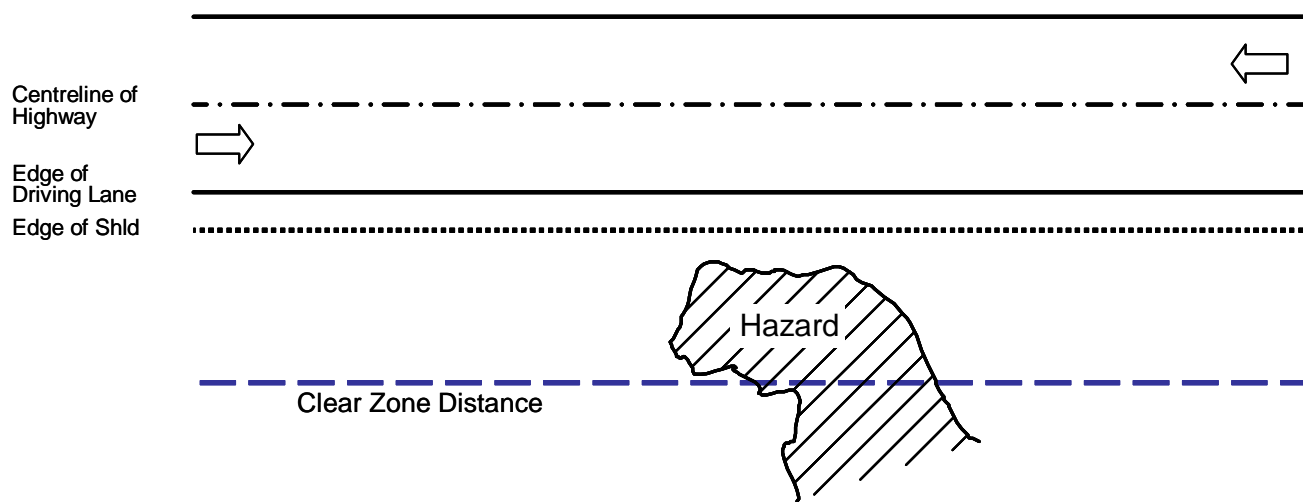 Centreline of
Highway
Edge of
Driving Lane
Edge of Shld
Hazard
Clear Zone Distance